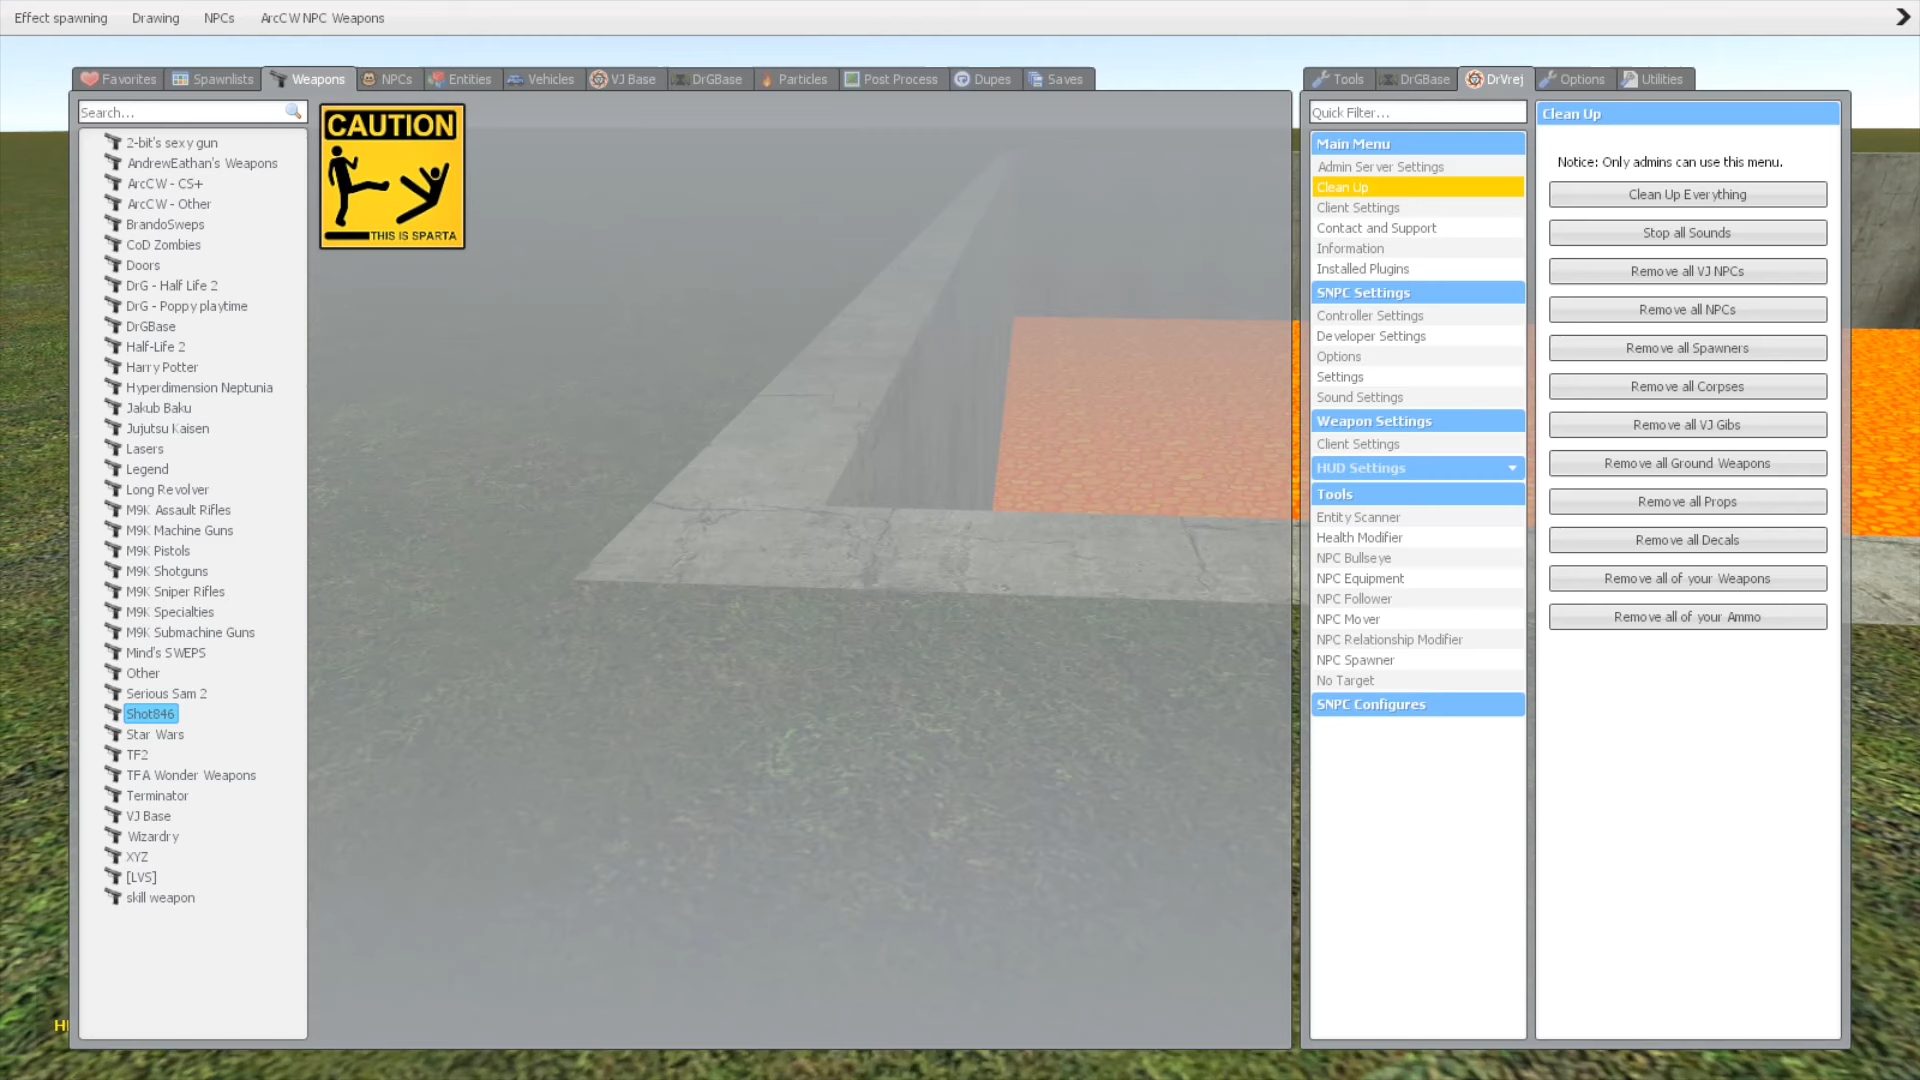 Effect spawning Drawing NPCs ArcCW NPC Weapons
Favorites Spawnlists Weapons NPCs Entities Vehicles VJ Base DrGBase Particles Post Process Dupes Saves
Search...
2-bit's sexy gun
AndrewEathan's Weapons
ArcCW - CS+
ArcCW - Other
BrandoSweps
CoD Zombies
Doors
DrG - Half Life 2
DrG - Poppy playtime
DrGBase
Half-Life 2
Harry Potter
Hyperdimension Neptunia
Jakub Baku
Jujutsu Kaisen
Lasers
Legend
Long Revolver
M9K Assault Rifles
M9K Machine Guns
M9K Pistols
M9K Shotguns
M9K Sniper Rifles
M9K Specialties
M9K Submachine Guns
Mind's SWEPS
Other
Serious Sam 2
Shot846
Star Wars
TF2
TFA Wonder Weapons
Terminator
VJ Base
Wizardry
XYZ
[LVS]
skill weapon
CAUTION
THIS IS SPARTA
Tools DrGBase DrVrej Options Utilities
Quick Filter...
Main Menu
Admin Server Settings
Clean Up
Client Settings
Contact and Support
Information
Installed Plugins
SNPC Settings
Controller Settings
Developer Settings
Options
Settings
Sound Settings
Weapon Settings
Client Settings
HUD Settings
Tools
Entity Scanner
Health Modifier
NPC Bullseye
NPC Equipment
NPC Follower
NPC Mover
NPC Relationship Modifier
NPC Spawner
No Target
SNPC Configures
Clean Up
Notice: Only admins can use this menu.
Clean Up Everything
Stop all Sounds
Remove all VJ NPCs
Remove all NPCs
Remove all Spawners
Remove all Corpses
Remove all VJ Gibs
Remove all Ground Weapons
Remove all Props
Remove all Decals
Remove all of your Weapons
Remove all of your Ammo